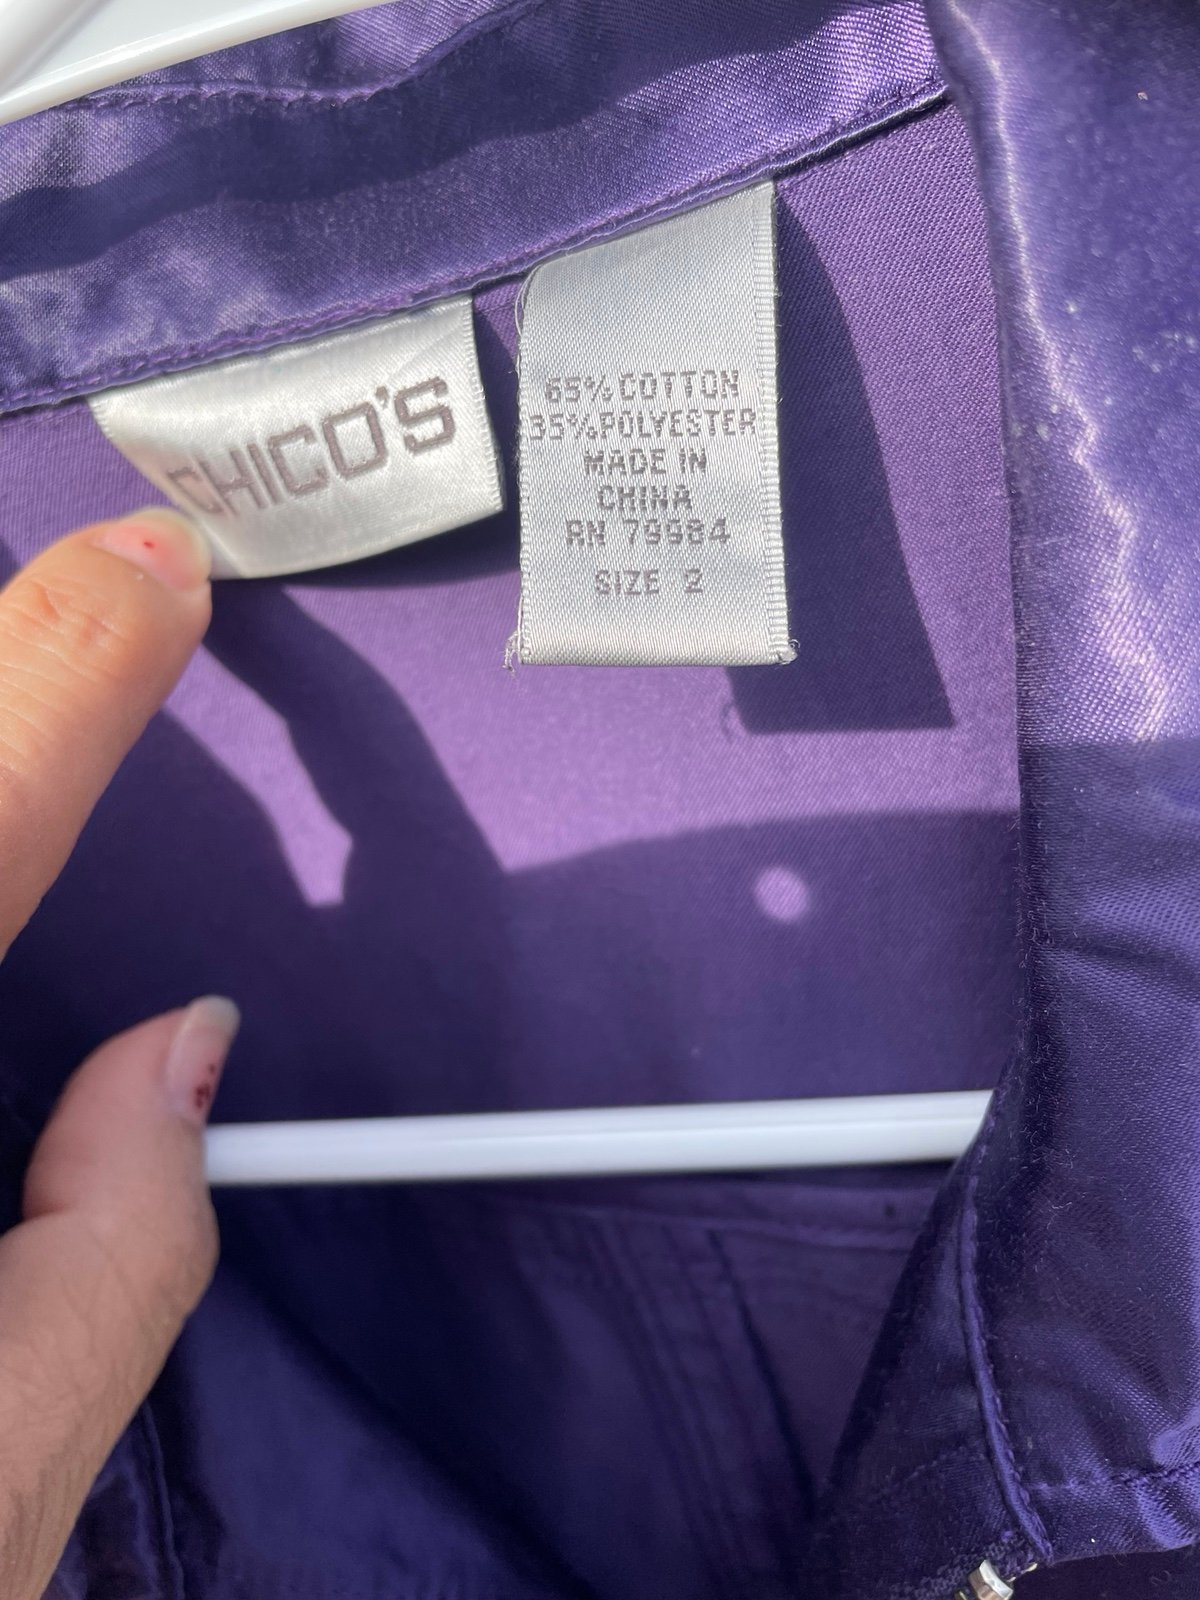 CHICO'S
65% COTTON
35% POLYESTER
MADE IN
CHINA
RN 79984
SIZE 2